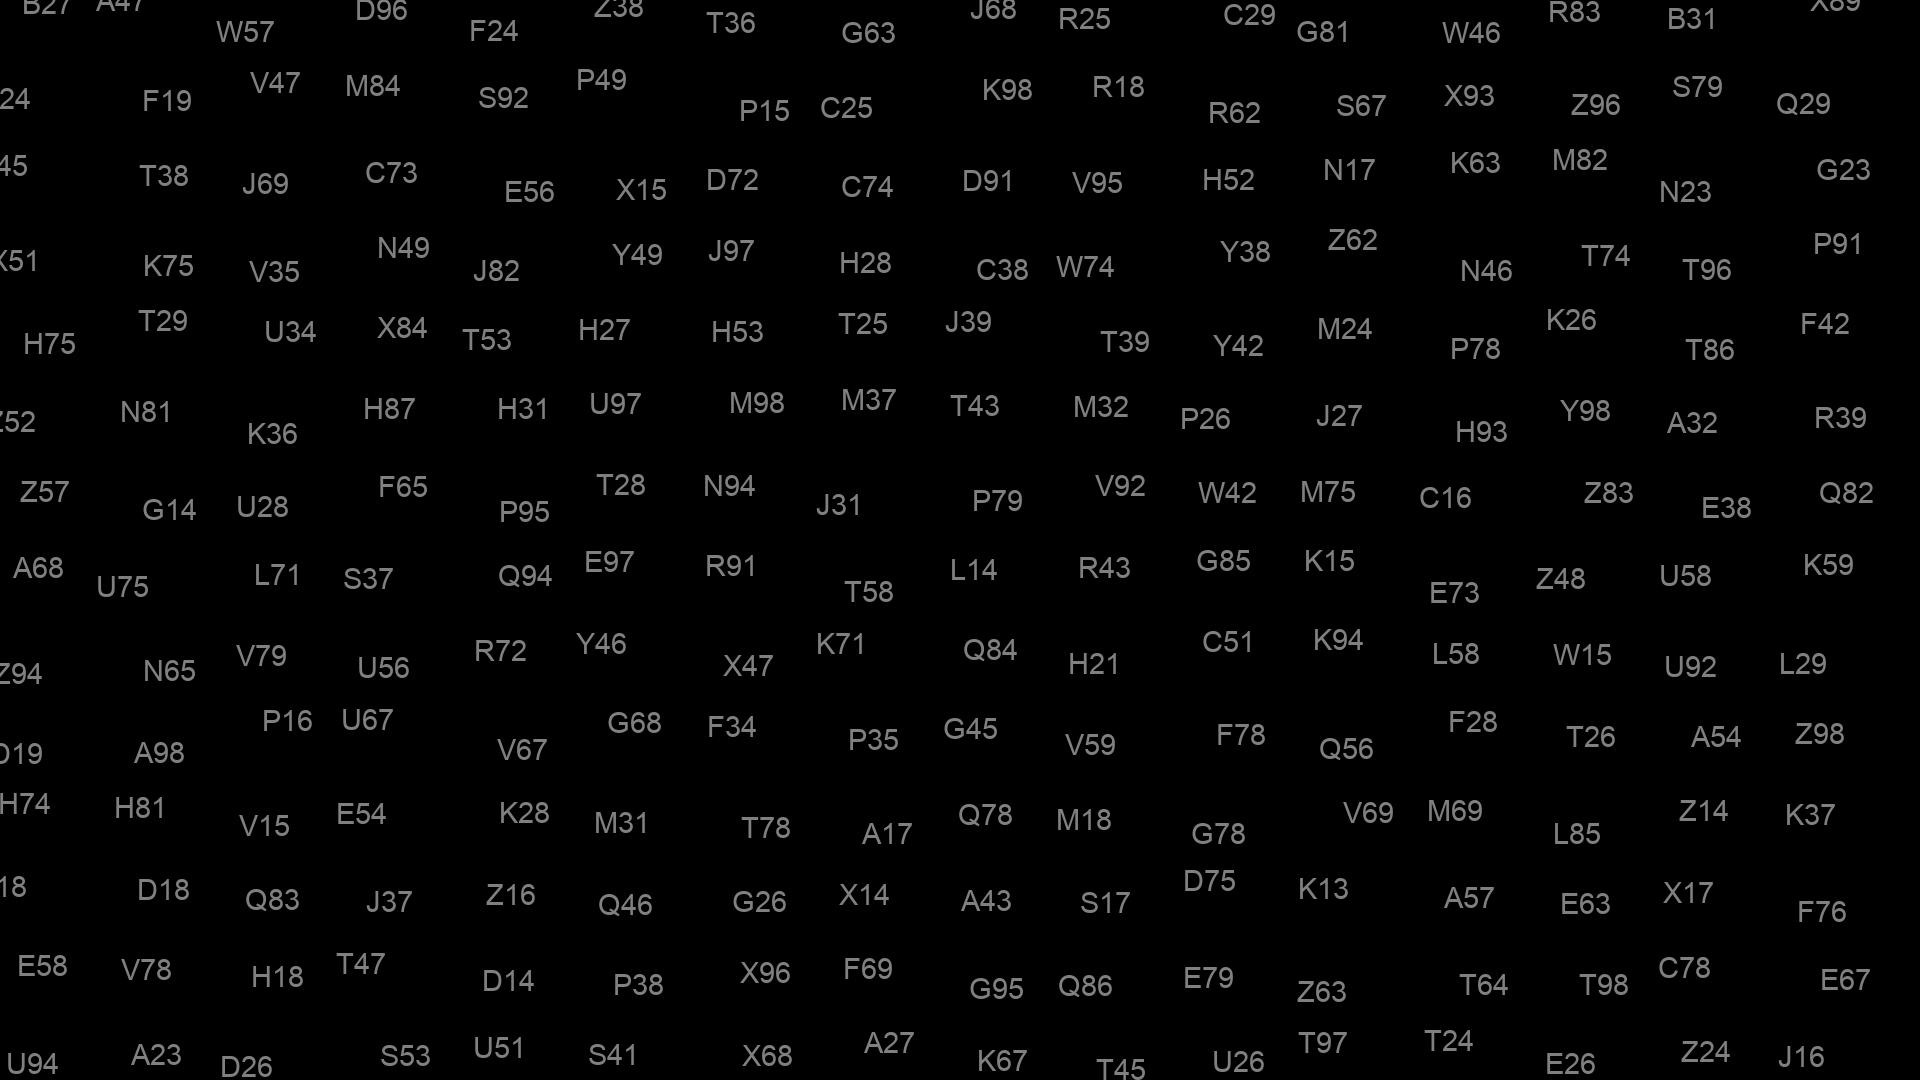 B27 A47 W57 D96 F24 Z38 T36 G63 J68 R25 C29 G81 W46 R83 B31 X89
24 F19 V47 M84 S92 P49 P15 C25 K98 R18 R62 S67 X93 Z96 S79 Q29
45 T38 J69 C73 E56 X15 D72 C74 D91 V95 H52 N17 K63 M82 N23 G23
X51 K75 V35 N49 J82 Y49 J97 H28 C38 W74 Y38 Z62 N46 T74 T96 P91
H75 T29 U34 X84 T53 H27 H53 T25 J39 T39 Y42 M24 P78 K26 T86 F42
Z52 N81 K36 H87 H31 U97 M98 M37 T43 M32 P26 J27 H93 Y98 A32 R39
Z57 G14 U28 F65 P95 T28 N94 J31 P79 V92 W42 M75 C16 Z83 E38 Q82
A68 U75 L71 S37 Q94 E97 R91 T58 L14 R43 G85 K15 E73 Z48 U58 K59
Z94 N65 V79 U56 R72 Y46 X47 K71 Q84 H21 C51 K94 L58 W15 U92 L29
D19 A98 P16 U67 V67 G68 F34 P35 G45 V59 F78 Q56 F28 T26 A54 Z98
H74 H81 V15 E54 K28 M31 T78 A17 Q78 M18 G78 V69 M69 L85 Z14 K37
18 D18 Q83 J37 Z16 Q46 G26 X14 A43 S17 D75 K13 A57 E63 X17 F76
E58 V78 H18 T47 D14 P38 X96 F69 G95 Q86 E79 Z63 T64 T98 C78 E67
U94 A23 D26 S53 U51 S41 X68 A27 K67 T45 U26 T97 T24 E26 Z24 J16